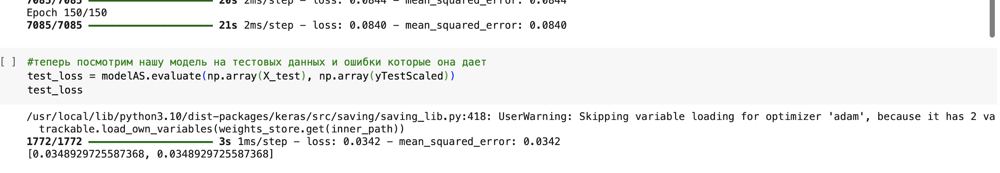 7085/7085 20s 2ms/step – loss: 0.0844 – mean_squared_error: 0.0844
Epoch 150/150
7085/7085 21s 2ms/step – loss: 0.0840 – mean_squared_error: 0.0840
[ ] #теперь посмотрим нашу модель на тестовых данных и ошибки которые она дает
test_loss = modelAS.evaluate(np.array(X_test), np.array(yTestScaled))
test_loss
/usr/local/lib/python3.10/dist-packages/keras/src/saving/saving_lib.py:418: UserWarning: Skipping variable loading for optimizer 'adam', because it has 2 va
trackable.load_own_variables(weights_store.get(inner_path))
1772/1772 3s 1ms/step – loss: 0.0342 – mean_squared_error: 0.0342
[0.0348929725587368, 0.0348929725587368]